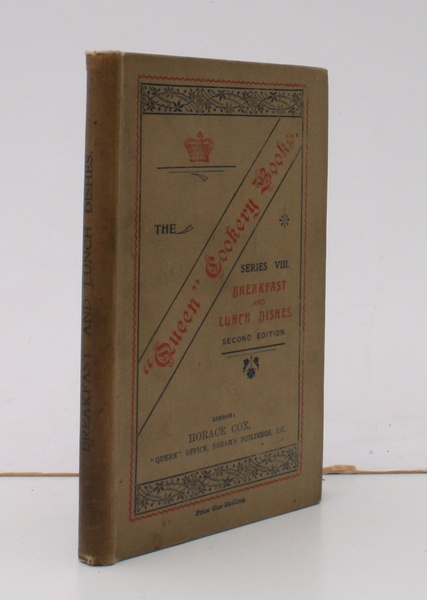 BREAKFAST AND LUNCH DISHES.
THE
"Queen" Cookery Books.
SERIES VIII.
BREAKFAST
AND
LUNCH DISHES.
SECOND EDITION.
LONDON:
HORACE COX,
"QUEEN" OFFICE, BREAM'S BUILDINGS, E.C.
Price One Shilling